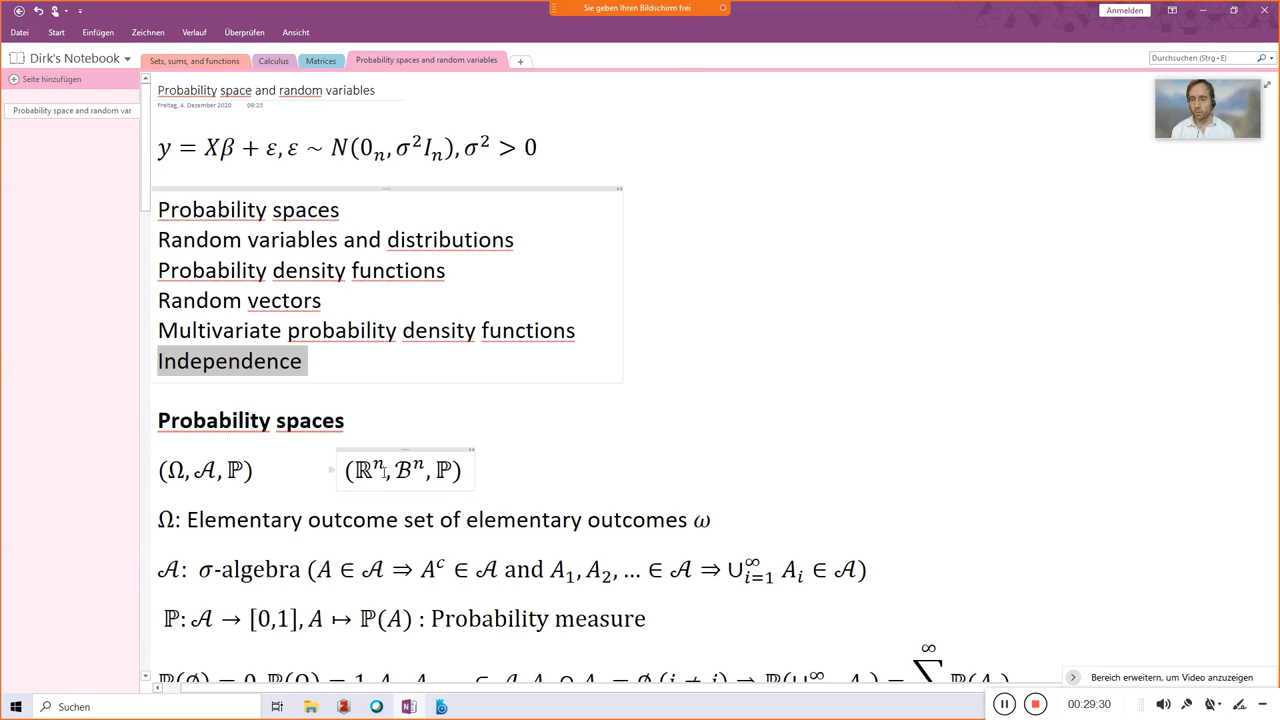 Sie geben Ihren Bildschirm frei
Anmelden
Datei Start Einfügen Zeichnen Verlauf Überprüfen Ansicht
Dirk's Notebook Sets, sums, and functions Calculus Matrices Probability spaces and random variables
Durchsuchen (Strg+E)
Seite hinzufügen
Probability space and random var
Probability space and random variables
Freitag, 4. Dezember 2020 09:23
y = Xβ + ε, ε ~ N(0ₙ, σ²Iₙ), σ² > 0
Probability spaces
Random variables and distributions
Probability density functions
Random vectors
Multivariate probability density functions
Independence
Probability spaces
(Ω, 𝒜, ℙ) (ℝⁿ, ℬⁿ, ℙ)
Ω: Elementary outcome set of elementary outcomes ω
𝒜: σ-algebra (A ∈ 𝒜 ⇒ Aᶜ ∈ 𝒜 and A₁, A₂, … ∈ 𝒜 ⇒ ∪ᵢ₌₁^∞ Aᵢ ∈ 𝒜)
ℙ: 𝒜 → [0,1], A ↦ ℙ(A) : Probability measure
Bereich erweitern, um Video anzuzeigen
Suchen
00:29:30